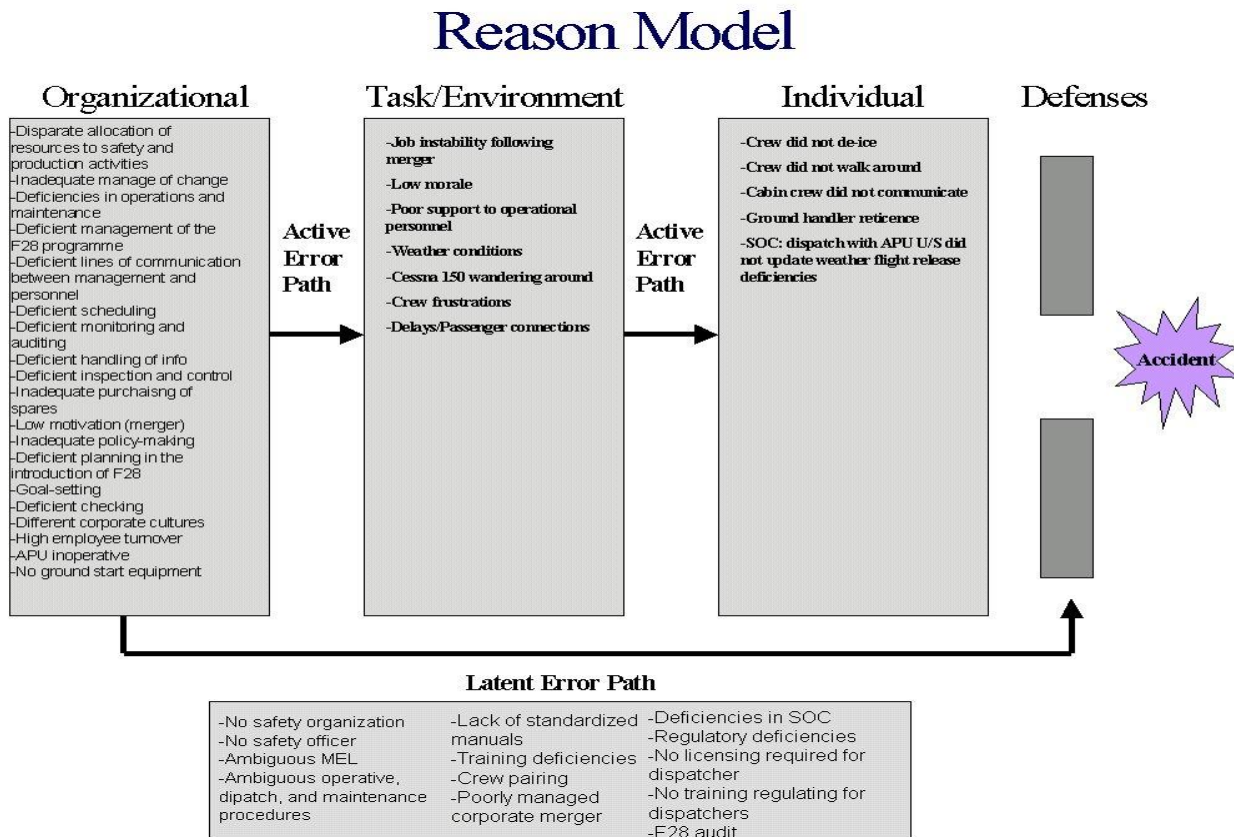 Reason Model
Organizational
-Disparate allocation of
resources to safety and
production activities
-Inadequate manage of change
-Deficiencies in operations and
maintenance
-Deficient management of the
F28 programme
-Deficient lines of communication
between management and
personnel
-Deficient scheduling
-Deficient monitoring and
auditing
-Deficient handling of info
-Deficient inspection and control
-Inadequate purchaisng of
spares
-Low motivation (merger)
-Inadequate policy-making
-Deficient planning in the
introduction of F28
-Goal-setting
-Deficient checking
-Different corporate cultures
-High employee turnover
-APU inoperative
-No ground start equipment
Active
Error
Path
Task/Environment
-Job instability following
merger
-Low morale
-Poor support to operational
personnel
-Weather conditions
-Cessna 150 wandering around
-Crew frustrations
-Delays/Passenger connections
Active
Error
Path
Individual
-Crew did not de-ice
-Crew did not walk around
-Cabin crew did not communicate
-Ground handler reticence
-SOC: dispatch with APU U/S did
not update weather flight release
deficiencies
Defenses
Accident
Latent Error Path
-No safety organization
-No safety officer
-Ambiguous MEL
-Ambiguous operative,
dipatch, and maintenance
procedures
-Lack of standardized
manuals
-Training deficiencies
-Crew pairing
-Poorly managed
corporate merger
-Deficiencies in SOC
-Regulatory deficiencies
-No licensing required for
dispatcher
-No training regulating for
dispatchers
-F28 audit